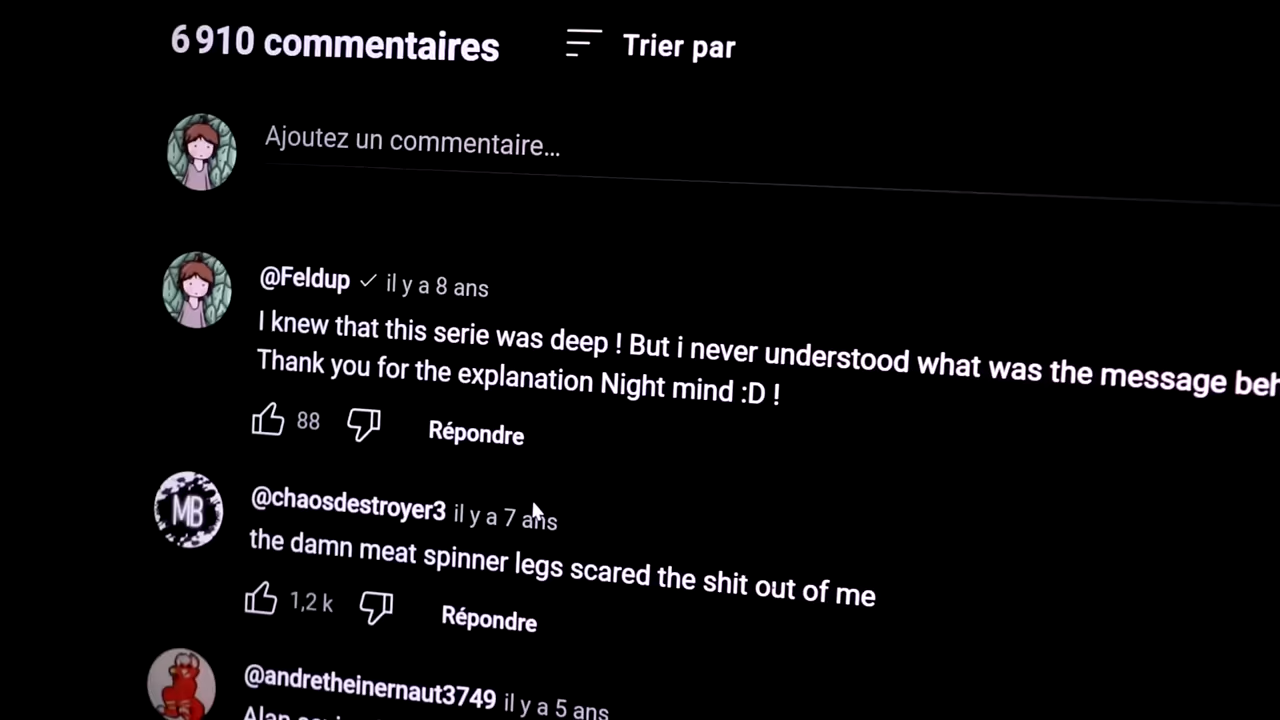 6 910 commentaires
Trier par
Ajoutez un commentaire...
@Feldup il y a 8 ans
I knew that this serie was deep ! But i never understood what was the message
Thank you for the explanation Night mind :D !
88
Répondre
MB
@chaosdestroyer3 il y a 7 ans
the damn meat spinner legs scared the shit out of me
1,2 k
Répondre
@andretheinernaut3749 il y a 5 ans
Alan